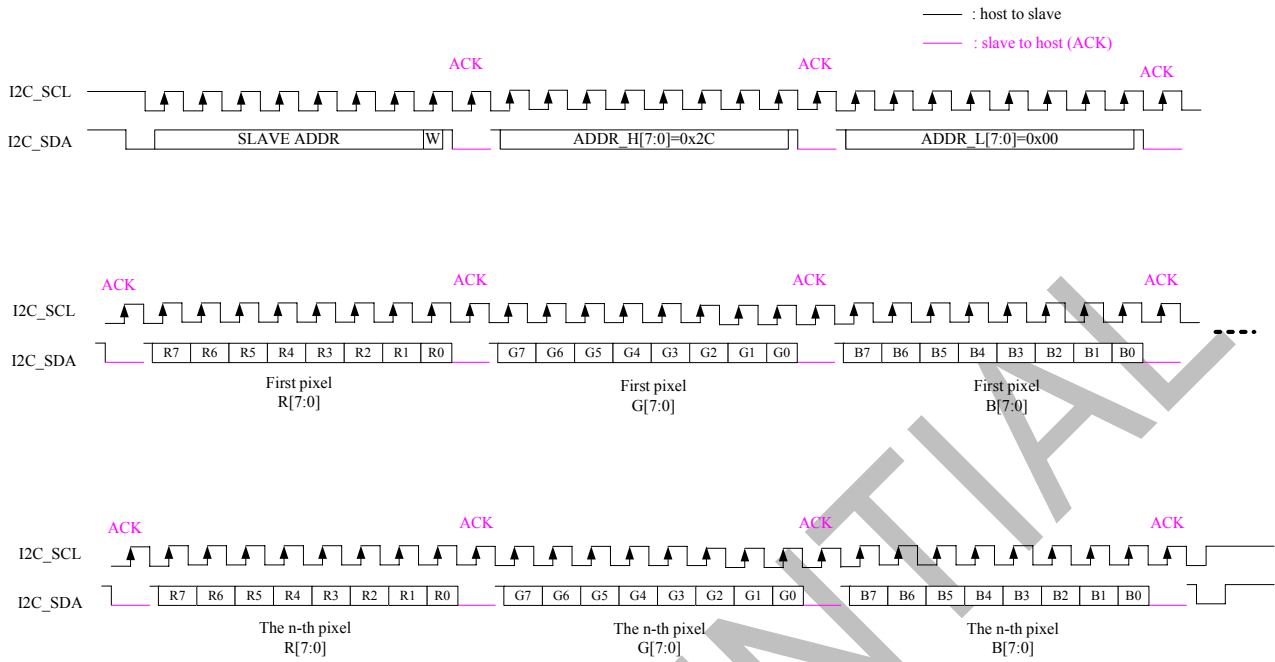 : host to slave
: slave to host (ACK)
ACK ACK ACK
I2C_SCL
I2C_SDA SLAVE ADDR W ADDR_H[7:0]=0x2C ADDR_L[7:0]=0x00
ACK ACK ACK ACK
I2C_SCL
I2C_SDA R7 R6 R5 R4 R3 R2 R1 R0 G7 G6 G5 G4 G3 G2 G1 G0 B7 B6 B5 B4 B3 B2 B1 B0
First pixel First pixel First pixel
R[7:0] G[7:0] B[7:0]
ACK ACK ACK ACK
I2C_SCL
I2C_SDA R7 R6 R5 R4 R3 R2 R1 R0 G7 G6 G5 G4 G3 G2 G1 G0 B7 B6 B5 B4 B3 B2 B1 B0
The n-th pixel The n-th pixel The n-th pixel
R[7:0] G[7:0] B[7:0]
NTIAL